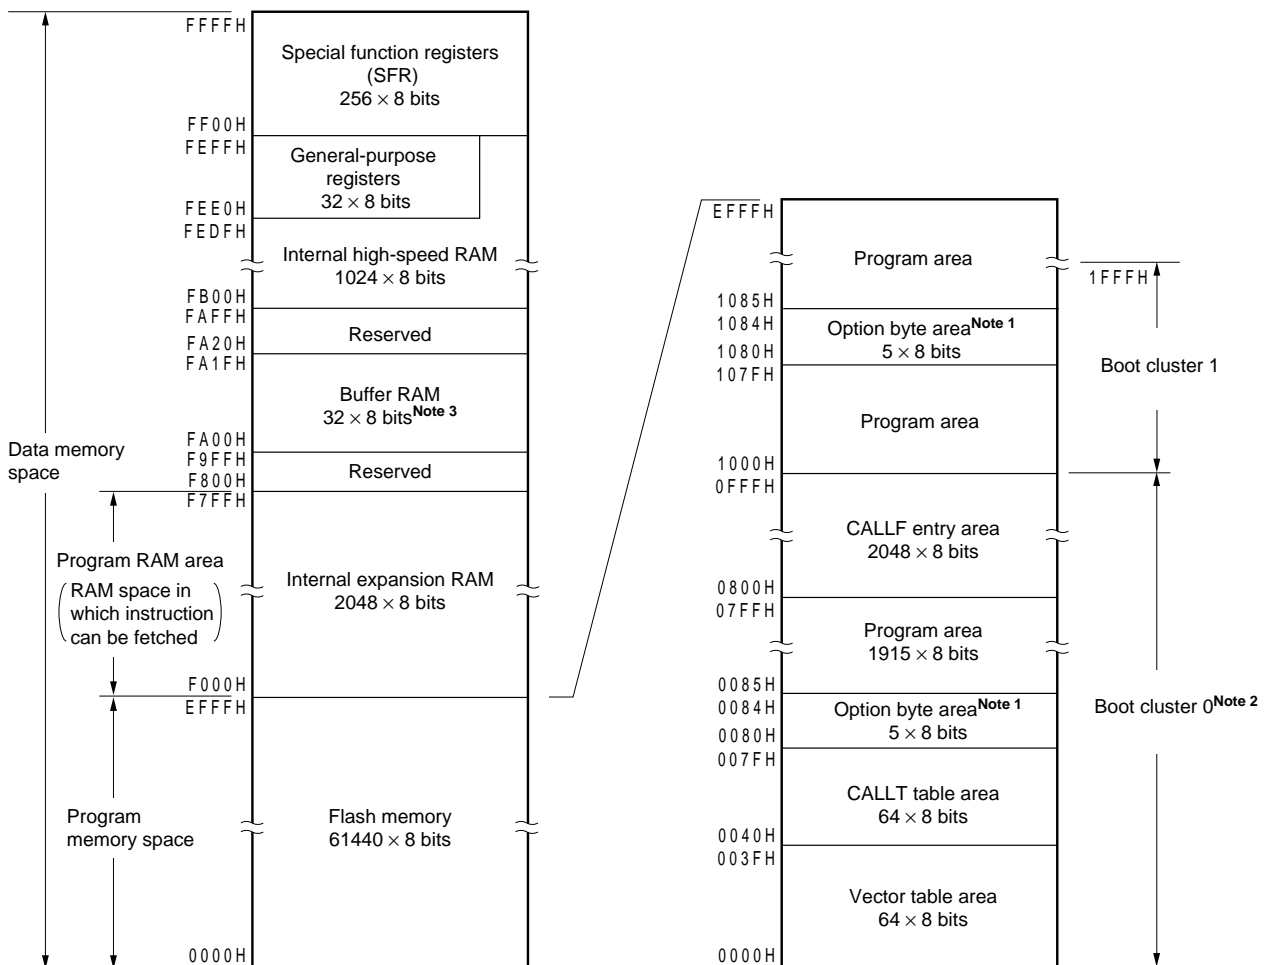 FFFFH
Special function registers
(SFR)
256 × 8 bits
FF00H
FEFFH
General-purpose
registers
32 × 8 bits
FEE0H
FEDFH
Internal high-speed RAM
1024 × 8 bits
FB00H
FAFFH
Reserved
FA20H
FA1FH
Buffer RAM
32 × 8 bitsNote 3
FA00H
F9FFH
Reserved
F800H
F7FFH
Internal expansion RAM
2048 × 8 bits
F000H
EFFFH
Flash memory
61440 × 8 bits
0000H
Data memory
space
Program RAM area
RAM space in
which instruction
can be fetched
Program
memory space
EFFFH
Program area
1FFFH
1085H
1084H
Option byte areaNote 1
5 × 8 bits
1080H
107FH
Boot cluster 1
Program area
1000H
0FFFH
CALLF entry area
2048 × 8 bits
0800H
07FFH
Program area
1915 × 8 bits
0085H
0084H
Option byte areaNote 1
5 × 8 bits
0080H
007FH
Boot cluster 0Note 2
CALLT table area
64 × 8 bits
0040H
003FH
Vector table area
64 × 8 bits
0000H